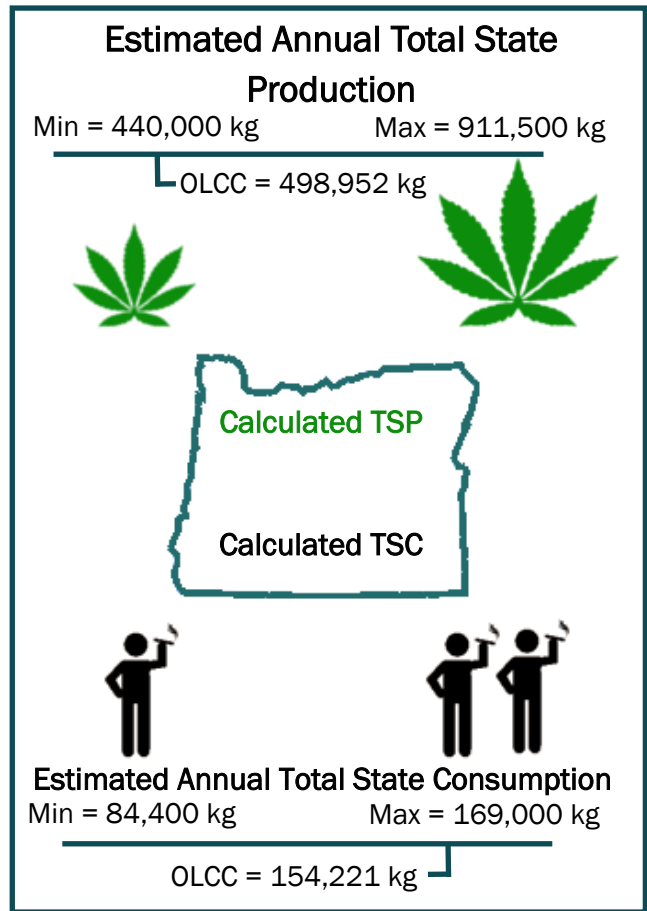 Estimated Annual Total State
Production
Min = 440,000 kg Max = 911,500 kg
OLCC = 498,952 kg
Calculated TSP
Calculated TSC
Estimated Annual Total State Consumption
Min = 84,400 kg Max = 169,000 kg
OLCC = 154,221 kg